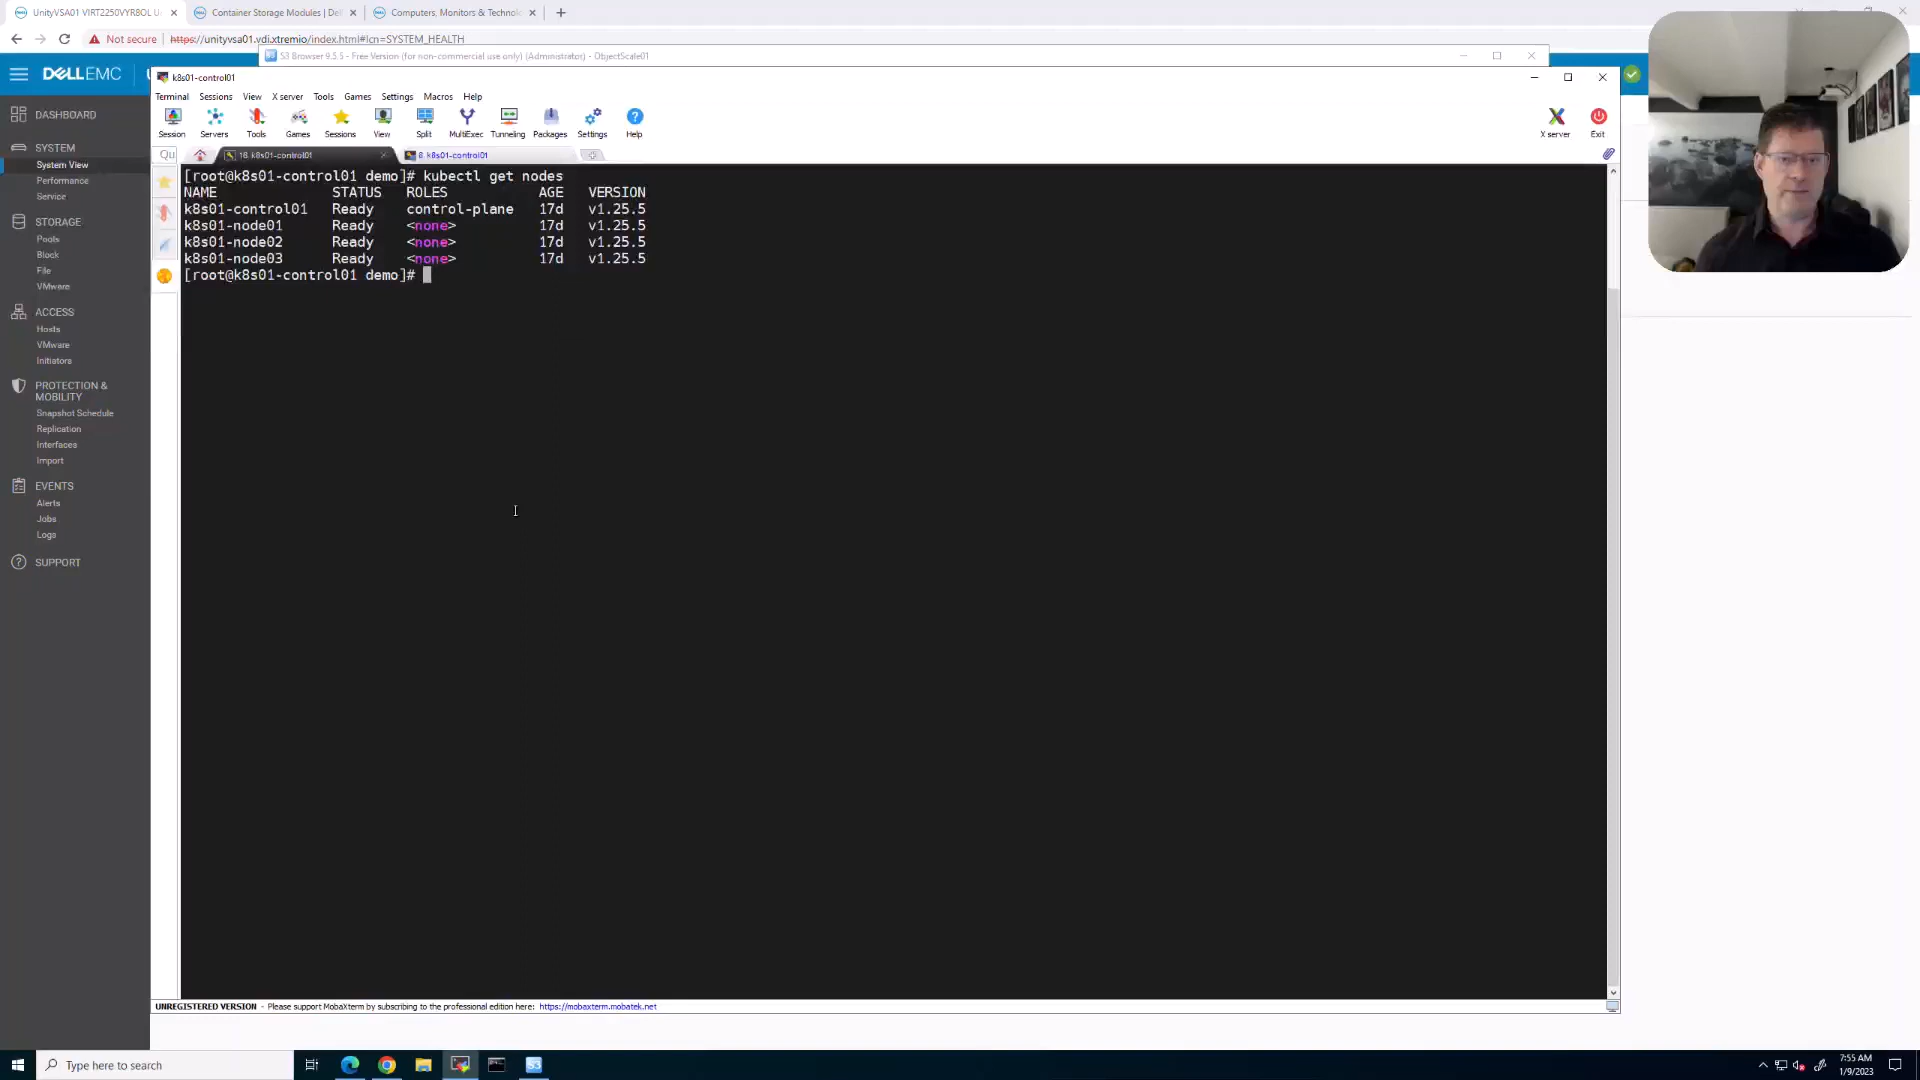 UnityVSA01 VIRT2250VYR8OL U
Container Storage Modules | Del
Computers, Monitors & Technolo
Not secure
https://unityvsa01.vdi.xtremio/index.html#lcn=SYSTEM_HEALTH
S3 Browser 9.5.5 - Free Version (for non-commercial use only) (Administrator) - ObjectScale01
DELLEMC
k8s01-control01
Terminal Sessions View X server Tools Games Settings Macros Help
Session Servers Tools Games Sessions View Split MultiExec Tunneling Packages Settings Help
X server Exit
Qu
18. k8s01-control01
8. k8s01-control01
[root@k8s01-control01 demo]# kubectl get nodes
NAME STATUS ROLES AGE VERSION
k8s01-control01 Ready control-plane 17d v1.25.5
k8s01-node01 Ready <none> 17d v1.25.5
k8s01-node02 Ready <none> 17d v1.25.5
k8s01-node03 Ready <none> 17d v1.25.5
[root@k8s01-control01 demo]#
DASHBOARD
SYSTEM
System View
Performance
Service
STORAGE
Pools
Block
File
VMware
ACCESS
Hosts
VMware
Initiators
PROTECTION &
MOBILITY
Snapshot Schedule
Replication
Interfaces
Import
EVENTS
Alerts
Jobs
Logs
SUPPORT
UNREGISTERED VERSION - Please support MobaXterm by subscribing to the professional edition here: https://mobaxterm.mobatek.net
Type here to search
S3
7:55 AM
1/9/2023